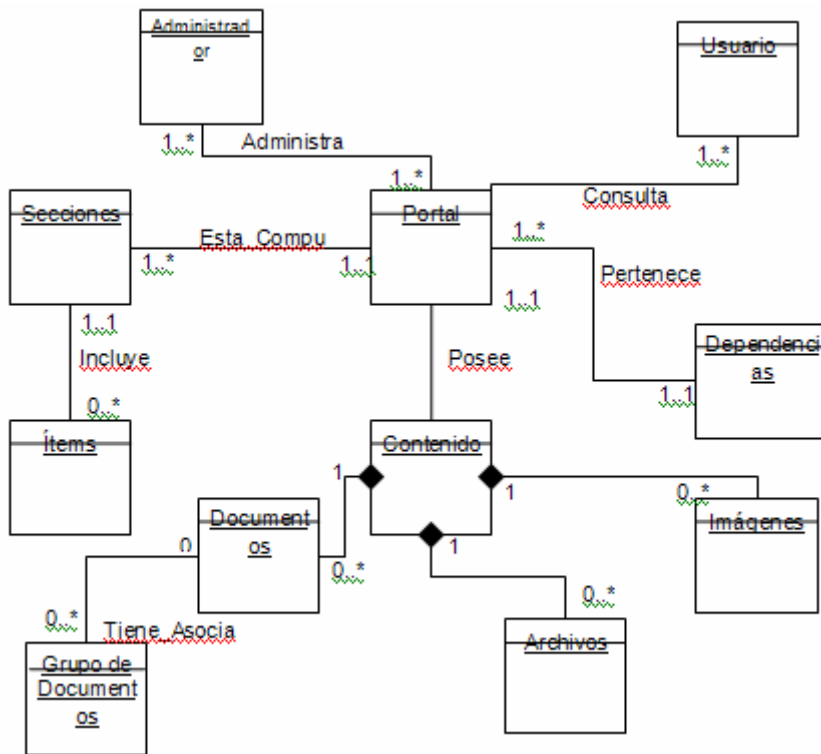 Administrad
or
Usuario
1..*
Administra
1..*
1..*
Consulta
Secciones
Portal
Esta_Compu
1..*
1..1
1..*
Pertenece
1..1
1..1
Incluye
Posee
Dependenci
as
1..1
0..*
Ítems
Contenido
1
1
0..*
Document
os
Imágenes
0
1
0..*
0..*
0..*
Tiene_Asocia
Archivos
Grupo de
Document
os